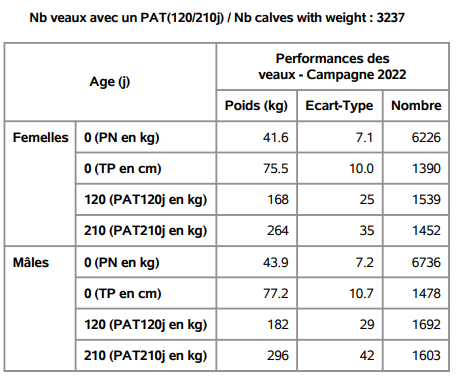 Nb veaux avec un PAT(120/210j) / Nb calves with weight : 3237
Age (j) Performances des veaux - Campagne 2022
Poids (kg) Ecart-Type Nombre
Femelles 0 (PN en kg) 41.6 7.1 6226
0 (TP en cm) 75.5 10.0 1390
120 (PAT120j en kg) 168 25 1539
210 (PAT210j en kg) 264 35 1452
Mâles 0 (PN en kg) 43.9 7.2 6736
0 (TP en cm) 77.2 10.7 1478
120 (PAT120j en kg) 182 29 1692
210 (PAT210j en kg) 296 42 1603